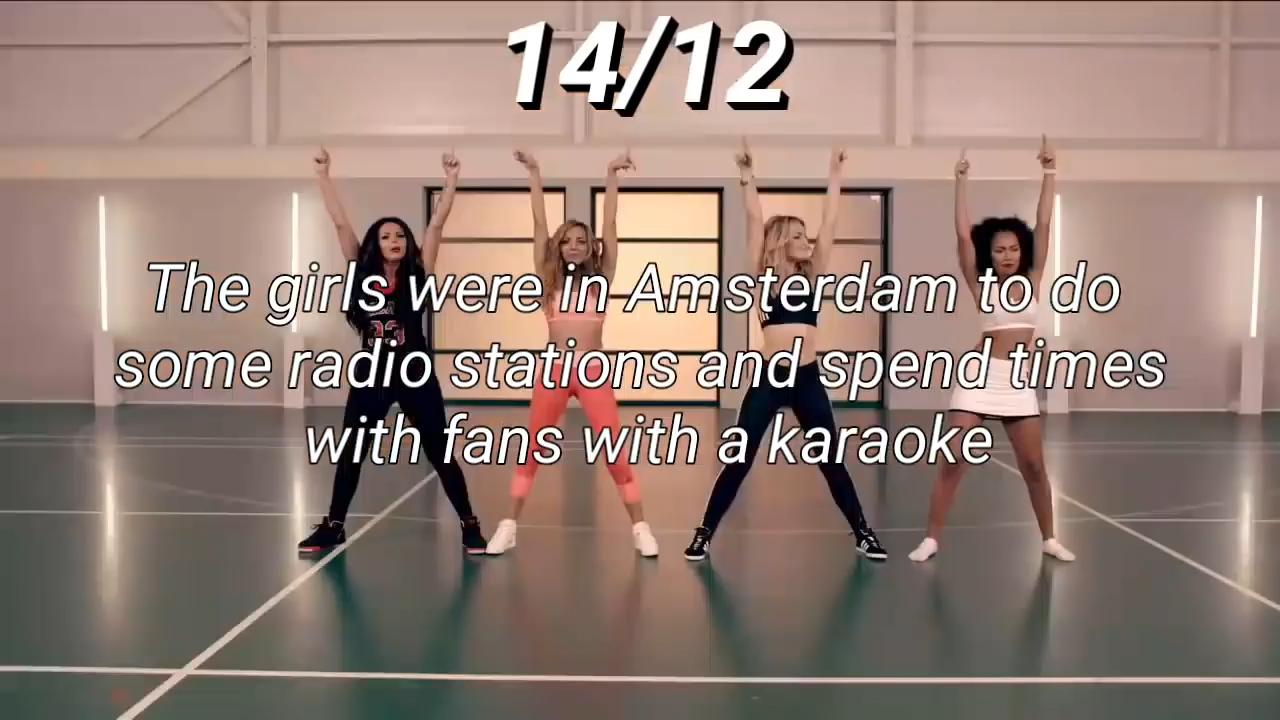 14/12
The girls were in Amsterdam to do
some radio stations and spend times
with fans with a karaoke
33